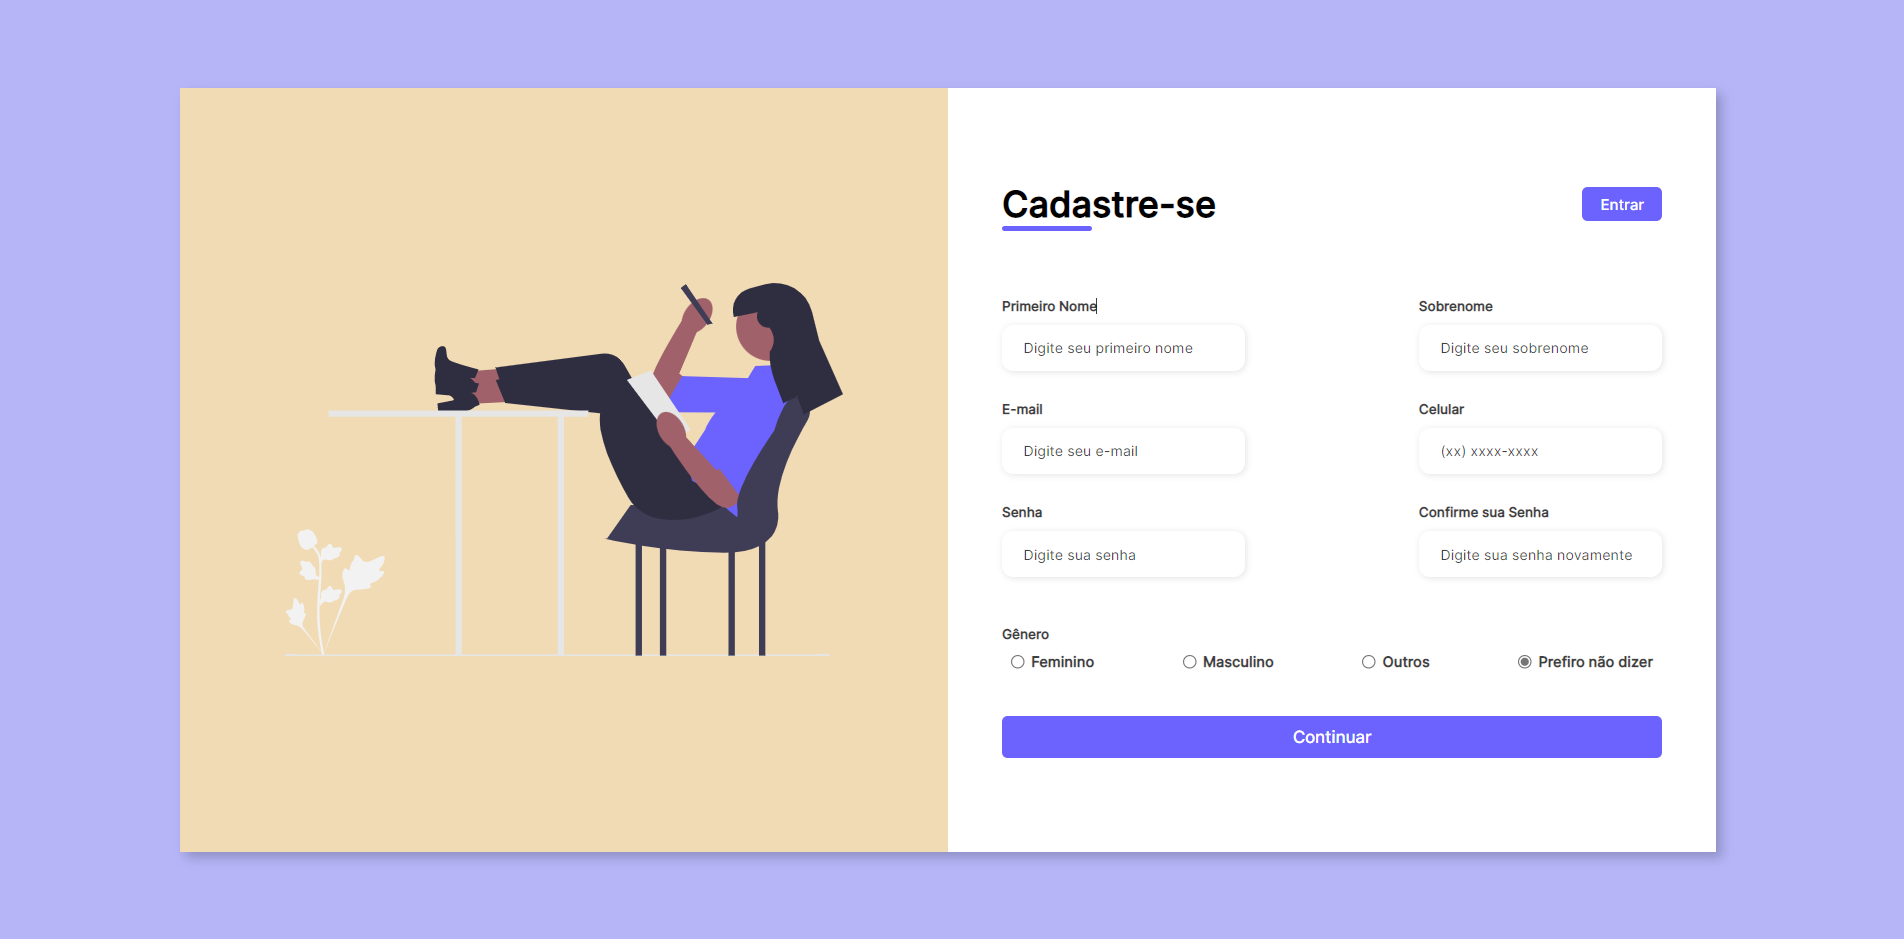 Cadastre-se
Entrar
Primeiro Nome
Sobrenome
Digite seu primeiro nome
Digite seu sobrenome
E-mail
Celular
Digite seu e-mail
(xx) xxxx-xxxx
Senha
Confirme sua Senha
Digite sua senha
Digite sua senha novamente
Gênero
Feminino Masculino Outros Prefiro não dizer
Continuar